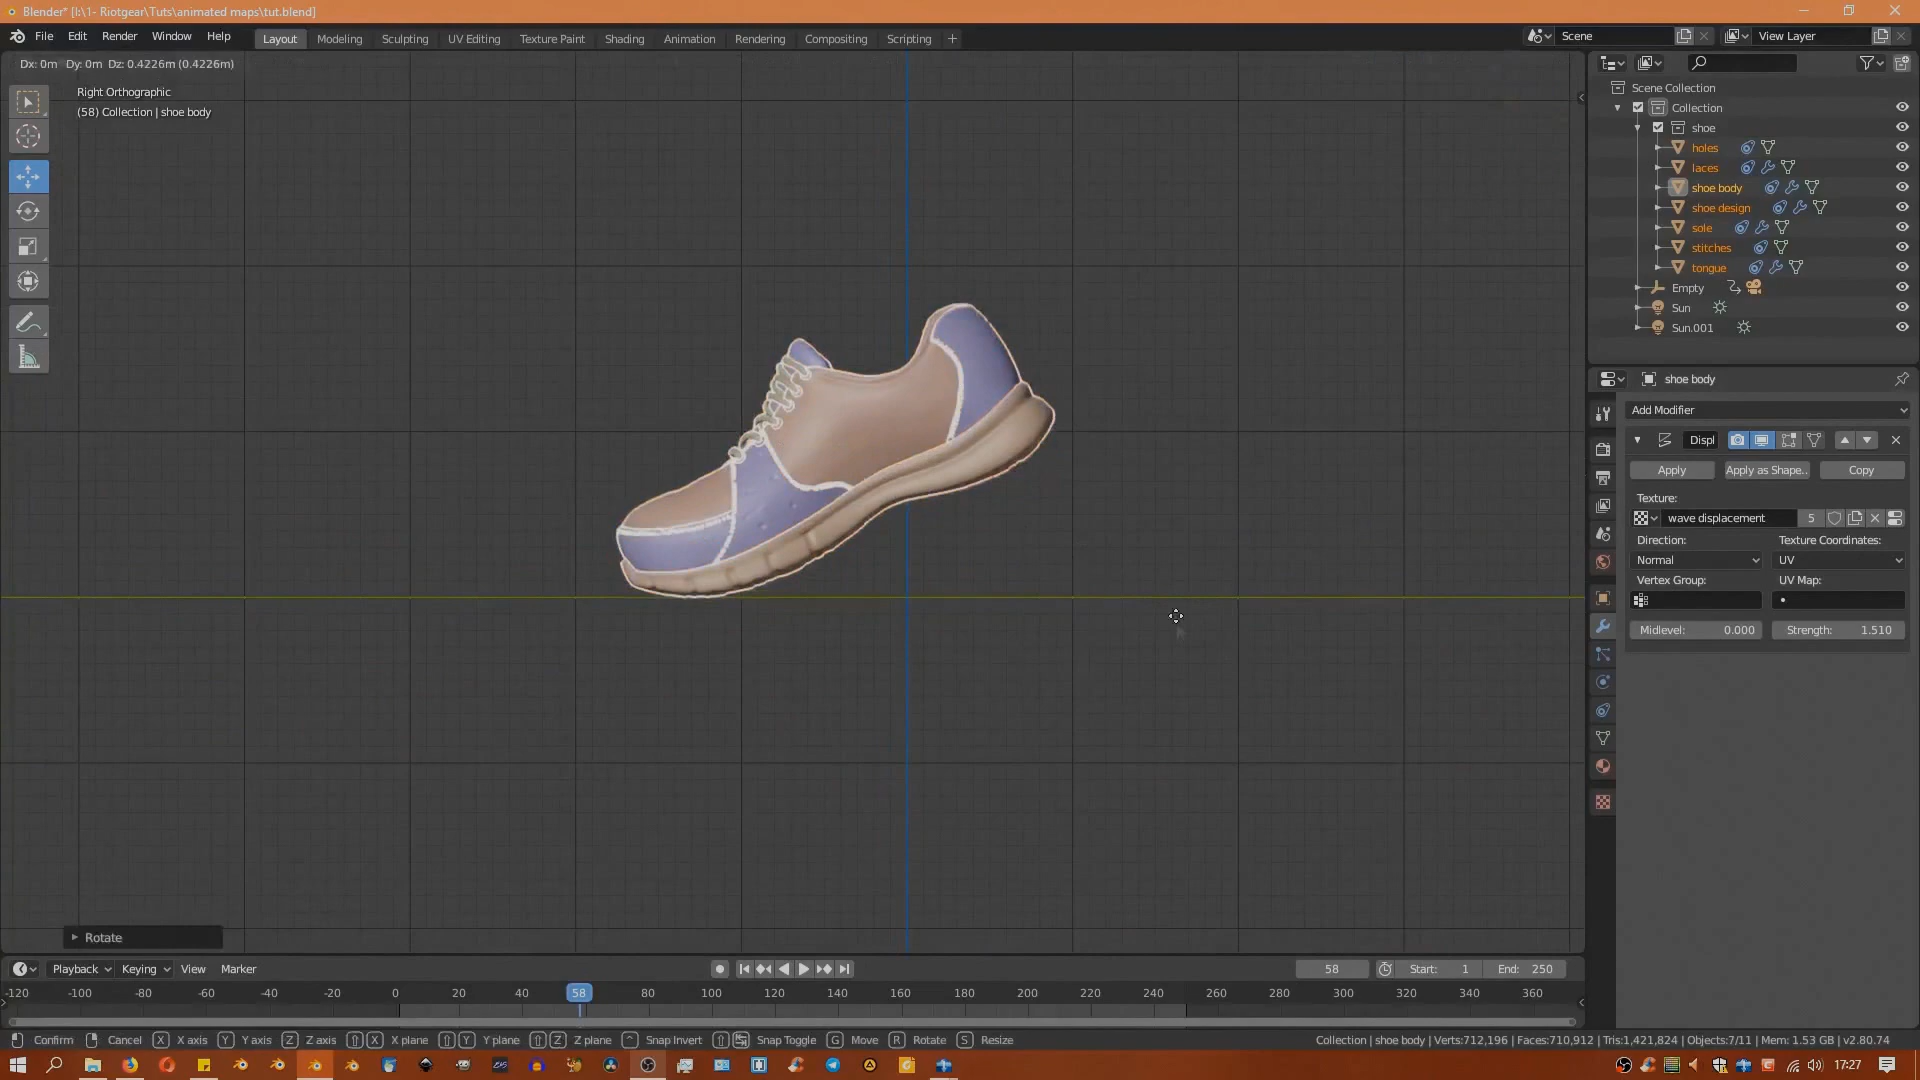 Blender* [I:\1- Riotgear\Tuts\animated maps\tut.blend]
File Edit Render Window Help Layout Modeling Sculpting UV Editing Texture Paint Shading Animation Rendering Compositing Scripting Scene View Layer
Dx: 0m Dy: 0m Dz: 0.4226m (0.4226m)
Right Orthographic
(58) Collection | shoe body
Scene Collection
Collection
shoe
holes
laces
shoe body
shoe design
sole
stitches
tongue
Empty
Sun
Sun.001
shoe body
Add Modifier
Displ
Apply Apply as Shape.. Copy
Texture:
wave displacement 5
Direction: Texture Coordinates:
Normal UV
Vertex Group: UV Map:
Midlevel: 0.000 Strength: 1.510
Rotate
Playback Keying View Marker 58 Start: 1 End: 250
-120 -100 -80 -60 -40 -20 0 20 40 58 80 100 120 140 160 180 200 220 240 260 280 300 320 340 360
Confirm Cancel X X axis Y Y axis Z Z axis X X plane Y Y plane Z Z plane Snap Invert Snap Toggle G Move R Rotate S Resize Collection | shoe body | Verts:712,196 | Faces:710,912 | Tris:1,421,824 | Objects:7/11 | Mem: 1.53 GB | v2.80.74
17:27